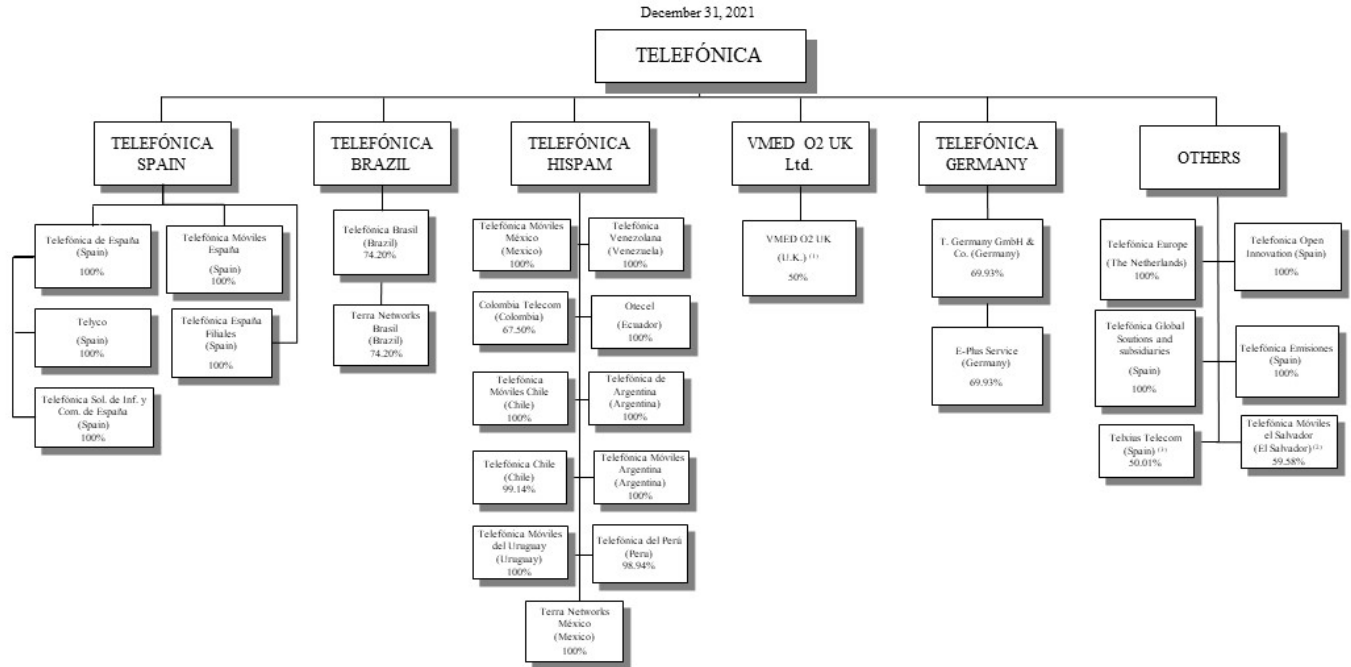 December 31, 2021
TELEFÓNICA
TELEFÓNICA
SPAIN
TELEFÓNICA
BRAZIL
TELEFÓNICA
HISPAM
VMED O2 UK
Ltd.
TELEFÓNICA
GERMANY
OTHERS
Telefónica de España
(Spain)
100%
Telefónica Móviles
España
(Spain)
100%
Telyco
(Spain)
100%
Telefónica España
Filiales
(Spain)
100%
Telefónica Sol. de Inf. y
Com. de España
(Spain)
100%
Telefónica Brasil
(Brazil)
74.20%
Terra Networks
Brasil
(Brazil)
74.20%
Telefónica Móviles
México
(Mexico)
100%
Telefónica
Venezolana
(Venezuela)
100%
Colombia Telecom
(Colombia)
67.50%
Otecel
(Ecuador)
100%
Telefónica
Móviles Chile
(Chile)
100%
Telefónica de
Argentina
(Argentina)
100%
Telefónica Chile
(Chile)
99.14%
Telefónica Móviles
Argentina
(Argentina)
100%
Telefónica Móviles
del Uruguay
(Uruguay)
100%
Telefónica del Perú
(Peru)
98.94%
Terra Networks
México
(Mexico)
100%
VMED O2 UK
(U.K.) (1)
50%
T. Germany GmbH &
Co. (Germany)
69.93%
E-Plus Service
(Germany)
69.93%
Telefónica Europe
(The Netherlands)
100%
Telefonica Open
Innovation (Spain)
100%
Telefónica Global
Soutions and
subsidiaries
(Spain)
100%
Telefónica Emisiones
(Spain)
100%
Telxius Telecom
(Spain) (3)
50.01%
Telefónica Móviles
el Salvador
(El Salvador) (2)
59.58%